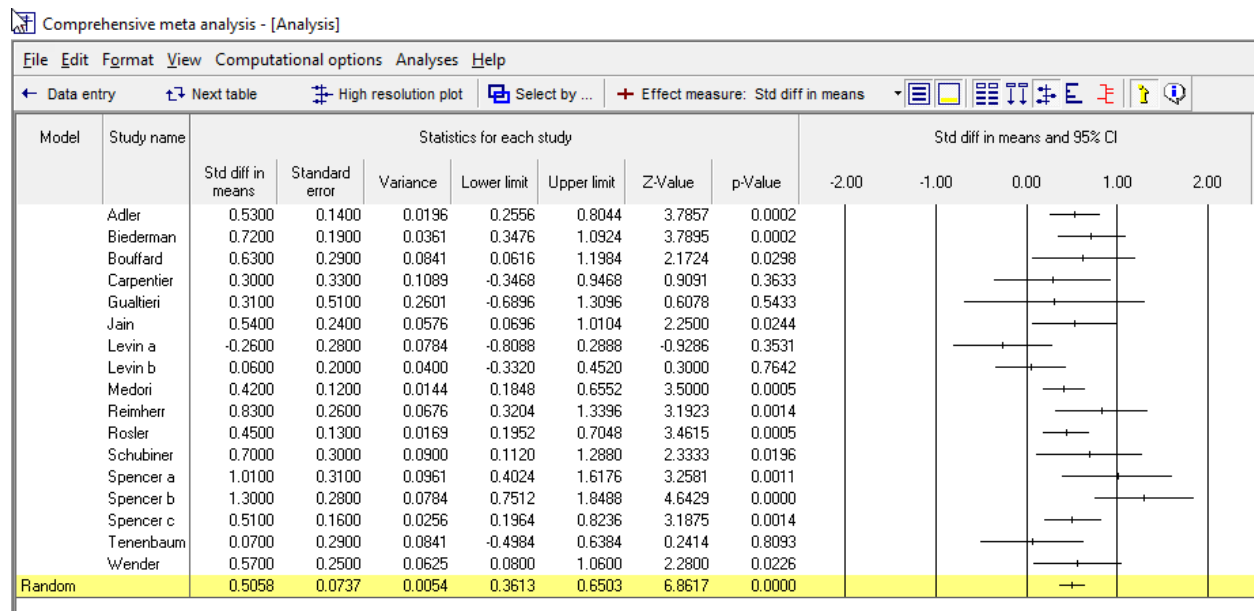 Comprehensive meta analysis - [Analysis]
File Edit Format View Computational options Analyses Help
← Data entry Next table High resolution plot Select by ... + Effect measure: Std diff in means
Model Study name Statistics for each study Std diff in means and 95% CI
Std diff in means Standard error Variance Lower limit Upper limit Z-Value p-Value -2.00 -1.00 0.00 1.00 2.00
Adler 0.5300 0.1400 0.0196 0.2556 0.8044 3.7857 0.0002
Biederman 0.7200 0.1900 0.0361 0.3476 1.0924 3.7895 0.0002
Bouffard 0.6300 0.2900 0.0841 0.0616 1.1984 2.1724 0.0298
Carpentier 0.3000 0.3300 0.1089 -0.3468 0.9468 0.9091 0.3633
Gualtieri 0.3100 0.5100 0.2601 -0.6896 1.3096 0.6078 0.5433
Jain 0.5400 0.2400 0.0576 0.0696 1.0104 2.2500 0.0244
Levin a -0.2600 0.2800 0.0784 -0.8088 0.2888 -0.9286 0.3531
Levin b 0.0600 0.2000 0.0400 -0.3320 0.4520 0.3000 0.7642
Medori 0.4200 0.1200 0.0144 0.1848 0.6552 3.5000 0.0005
Reimherr 0.8300 0.2600 0.0676 0.3204 1.3396 3.1923 0.0014
Rosler 0.4500 0.1300 0.0169 0.1952 0.7048 3.4615 0.0005
Schubiner 0.7000 0.3000 0.0900 0.1120 1.2880 2.3333 0.0196
Spencer a 1.0100 0.3100 0.0961 0.4024 1.6176 3.2581 0.0011
Spencer b 1.3000 0.2800 0.0784 0.7512 1.8488 4.6429 0.0000
Spencer c 0.5100 0.1600 0.0256 0.1964 0.8236 3.1875 0.0014
Tenenbaum 0.0700 0.2900 0.0841 -0.4984 0.6384 0.2414 0.8093
Wender 0.5700 0.2500 0.0625 0.0800 1.0600 2.2800 0.0226
Random 0.5058 0.0737 0.0054 0.3613 0.6503 6.8617 0.0000